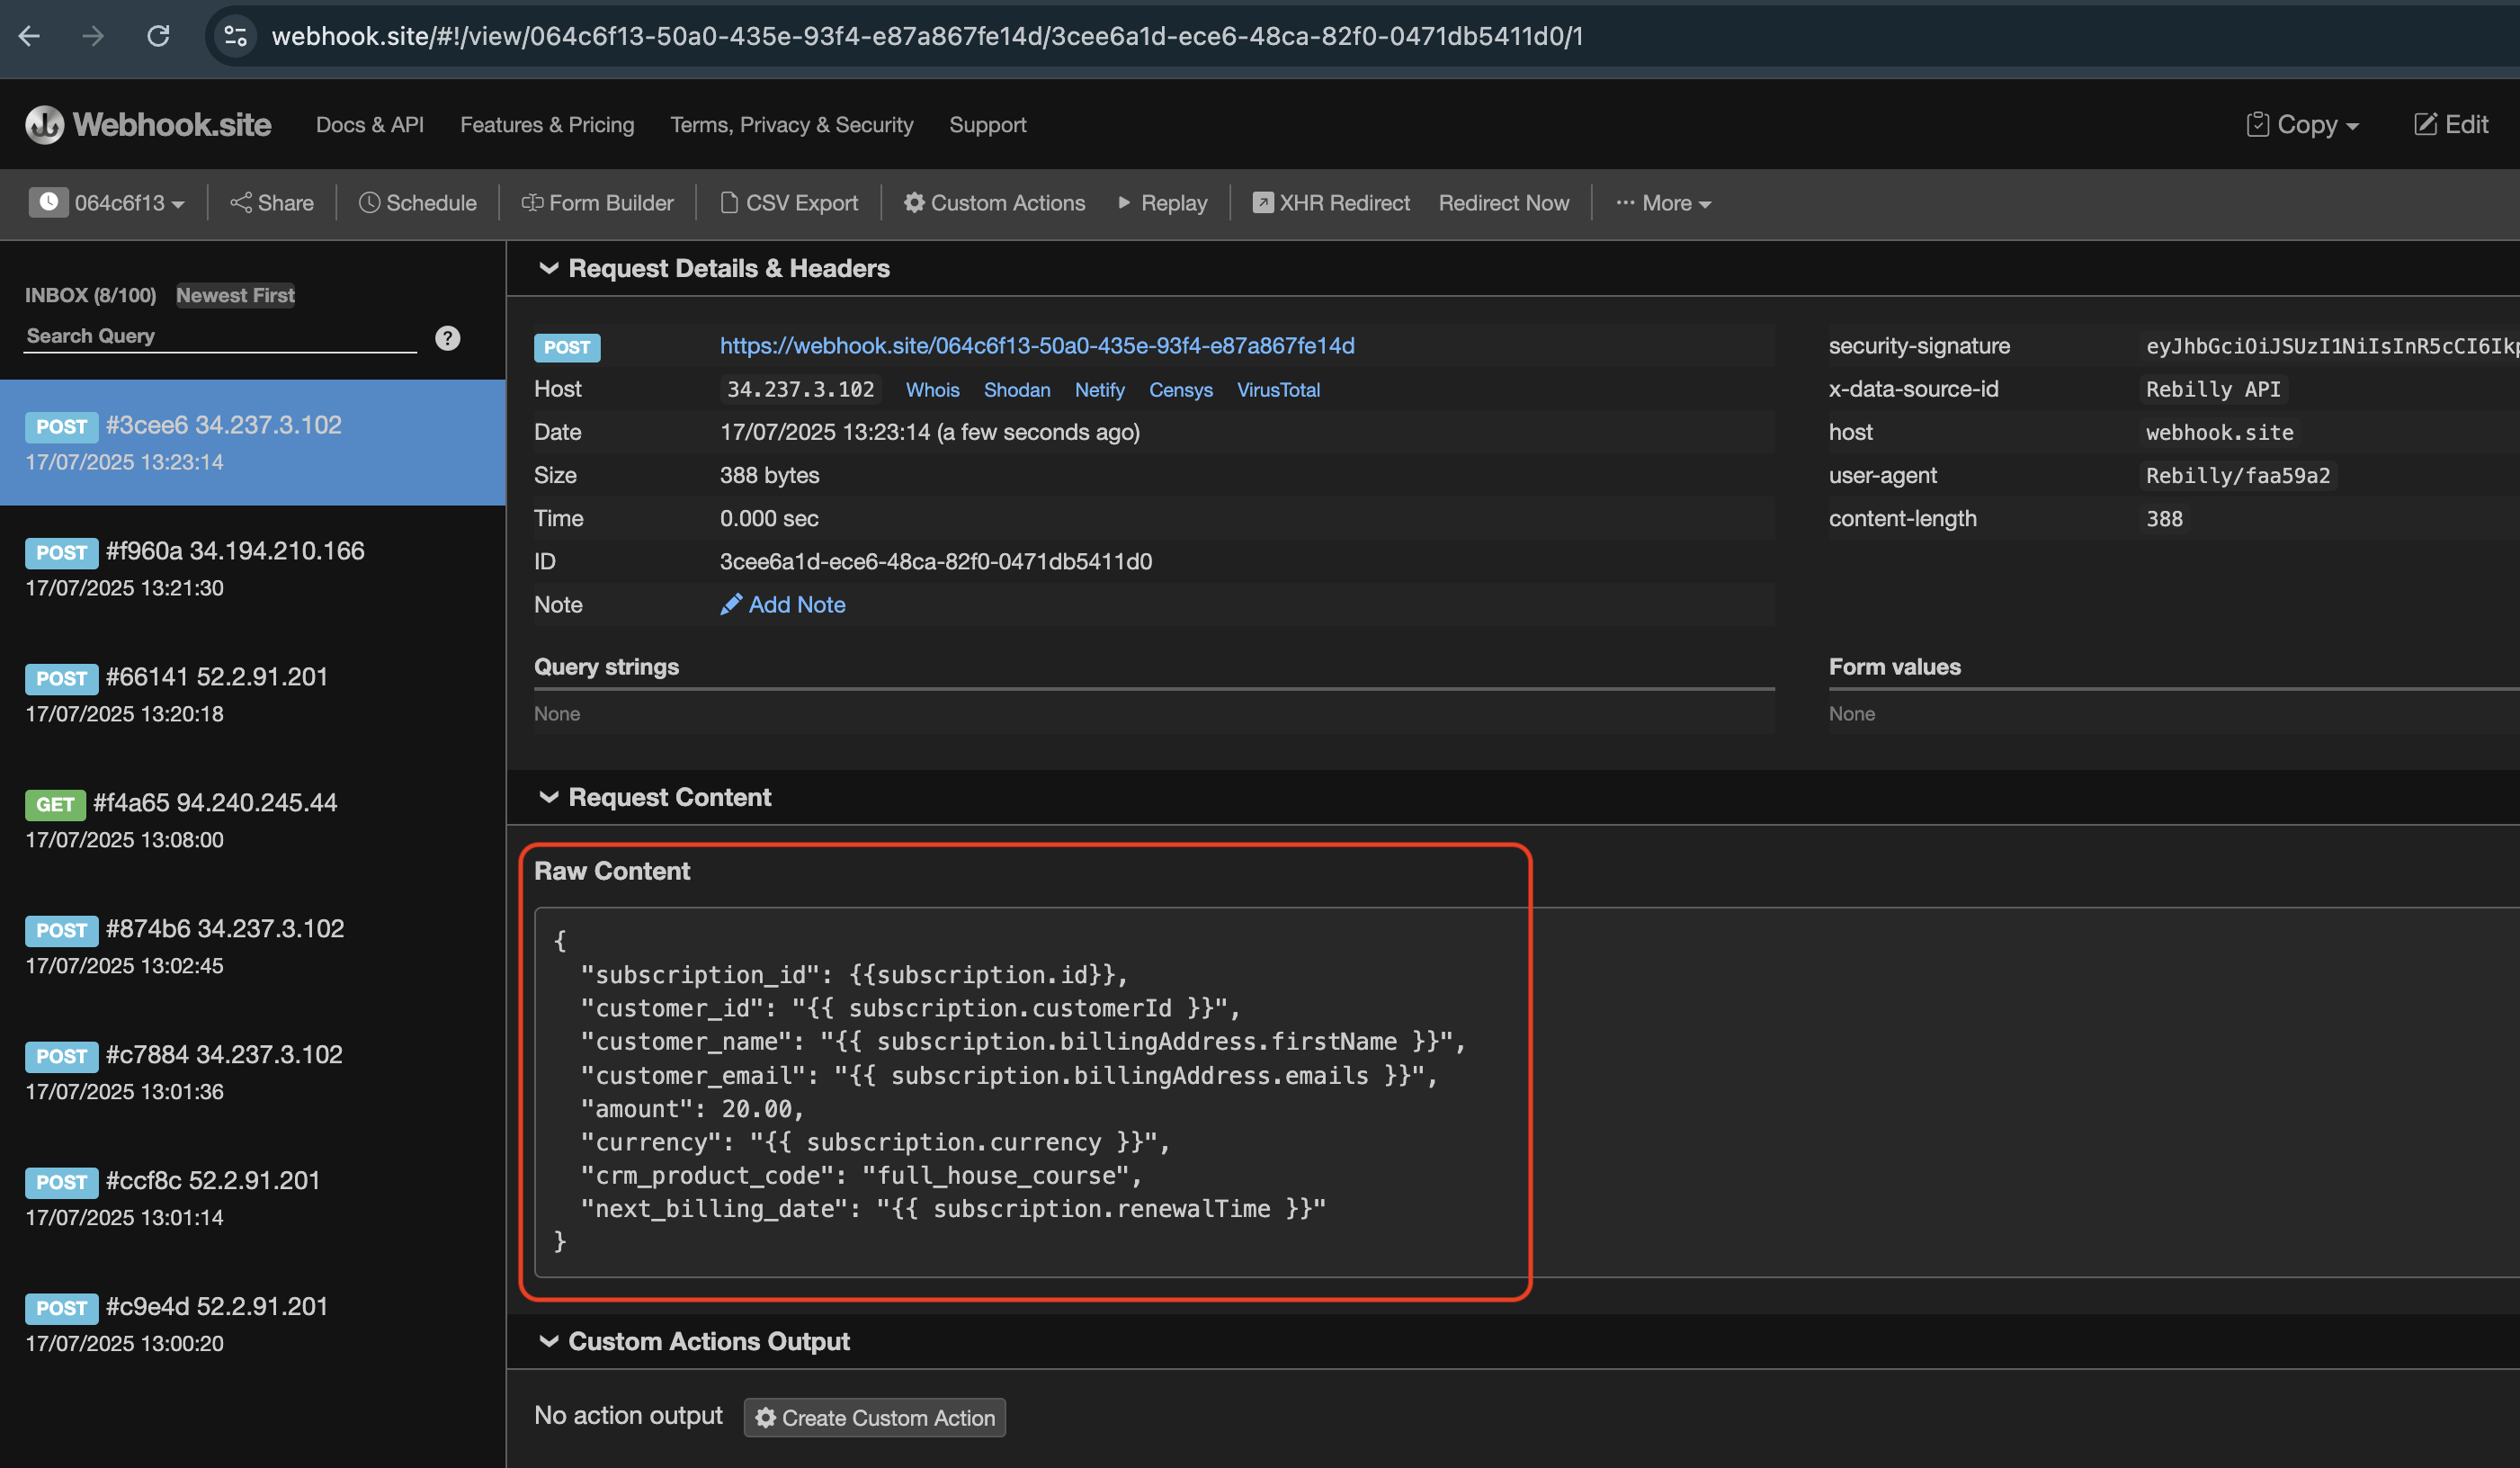 webhook.site/#!/view/064c6f13-50a0-435e-93f4-e87a867fe14d/3cee6a1d-ece6-48ca-82f0-0471db5411d0/1
Webhook.site Docs & API Features & Pricing Terms, Privacy & Security Support Copy Edit
064c6f13 Share Schedule Form Builder CSV Export Custom Actions Replay XHR Redirect Redirect Now ··· More
INBOX (8/100) Newest First
Search Query ?
POST #3cee6 34.237.3.102
17/07/2025 13:23:14
POST #f960a 34.194.210.166
17/07/2025 13:21:30
POST #66141 52.2.91.201
17/07/2025 13:20:18
GET #f4a65 94.240.245.44
17/07/2025 13:08:00
POST #874b6 34.237.3.102
17/07/2025 13:02:45
POST #c7884 34.237.3.102
17/07/2025 13:01:36
POST #ccf8c 52.2.91.201
17/07/2025 13:01:14
POST #c9e4d 52.2.91.201
17/07/2025 13:00:20
Request Details & Headers
POST https://webhook.site/064c6f13-50a0-435e-93f4-e87a867fe14d
Host 34.237.3.102 Whois Shodan Netify Censys VirusTotal
Date 17/07/2025 13:23:14 (a few seconds ago)
Size 388 bytes
Time 0.000 sec
ID 3cee6a1d-ece6-48ca-82f0-0471db5411d0
Note Add Note
security-signature eyJhbGciOiJSUzI1NiIsInR5cCI6Ikp
x-data-source-id Rebilly API
host webhook.site
user-agent Rebilly/faa59a2
content-length 388
Query strings
None
Form values
None
Request Content
Raw Content
{
"subscription_id": {{subscription.id}},
"customer_id": "{{ subscription.customerId }}",
"customer_name": "{{ subscription.billingAddress.firstName }}",
"customer_email": "{{ subscription.billingAddress.emails }}",
"amount": 20.00,
"currency": "{{ subscription.currency }}",
"crm_product_code": "full_house_course",
"next_billing_date": "{{ subscription.renewalTime }}"
}
Custom Actions Output
No action output Create Custom Action